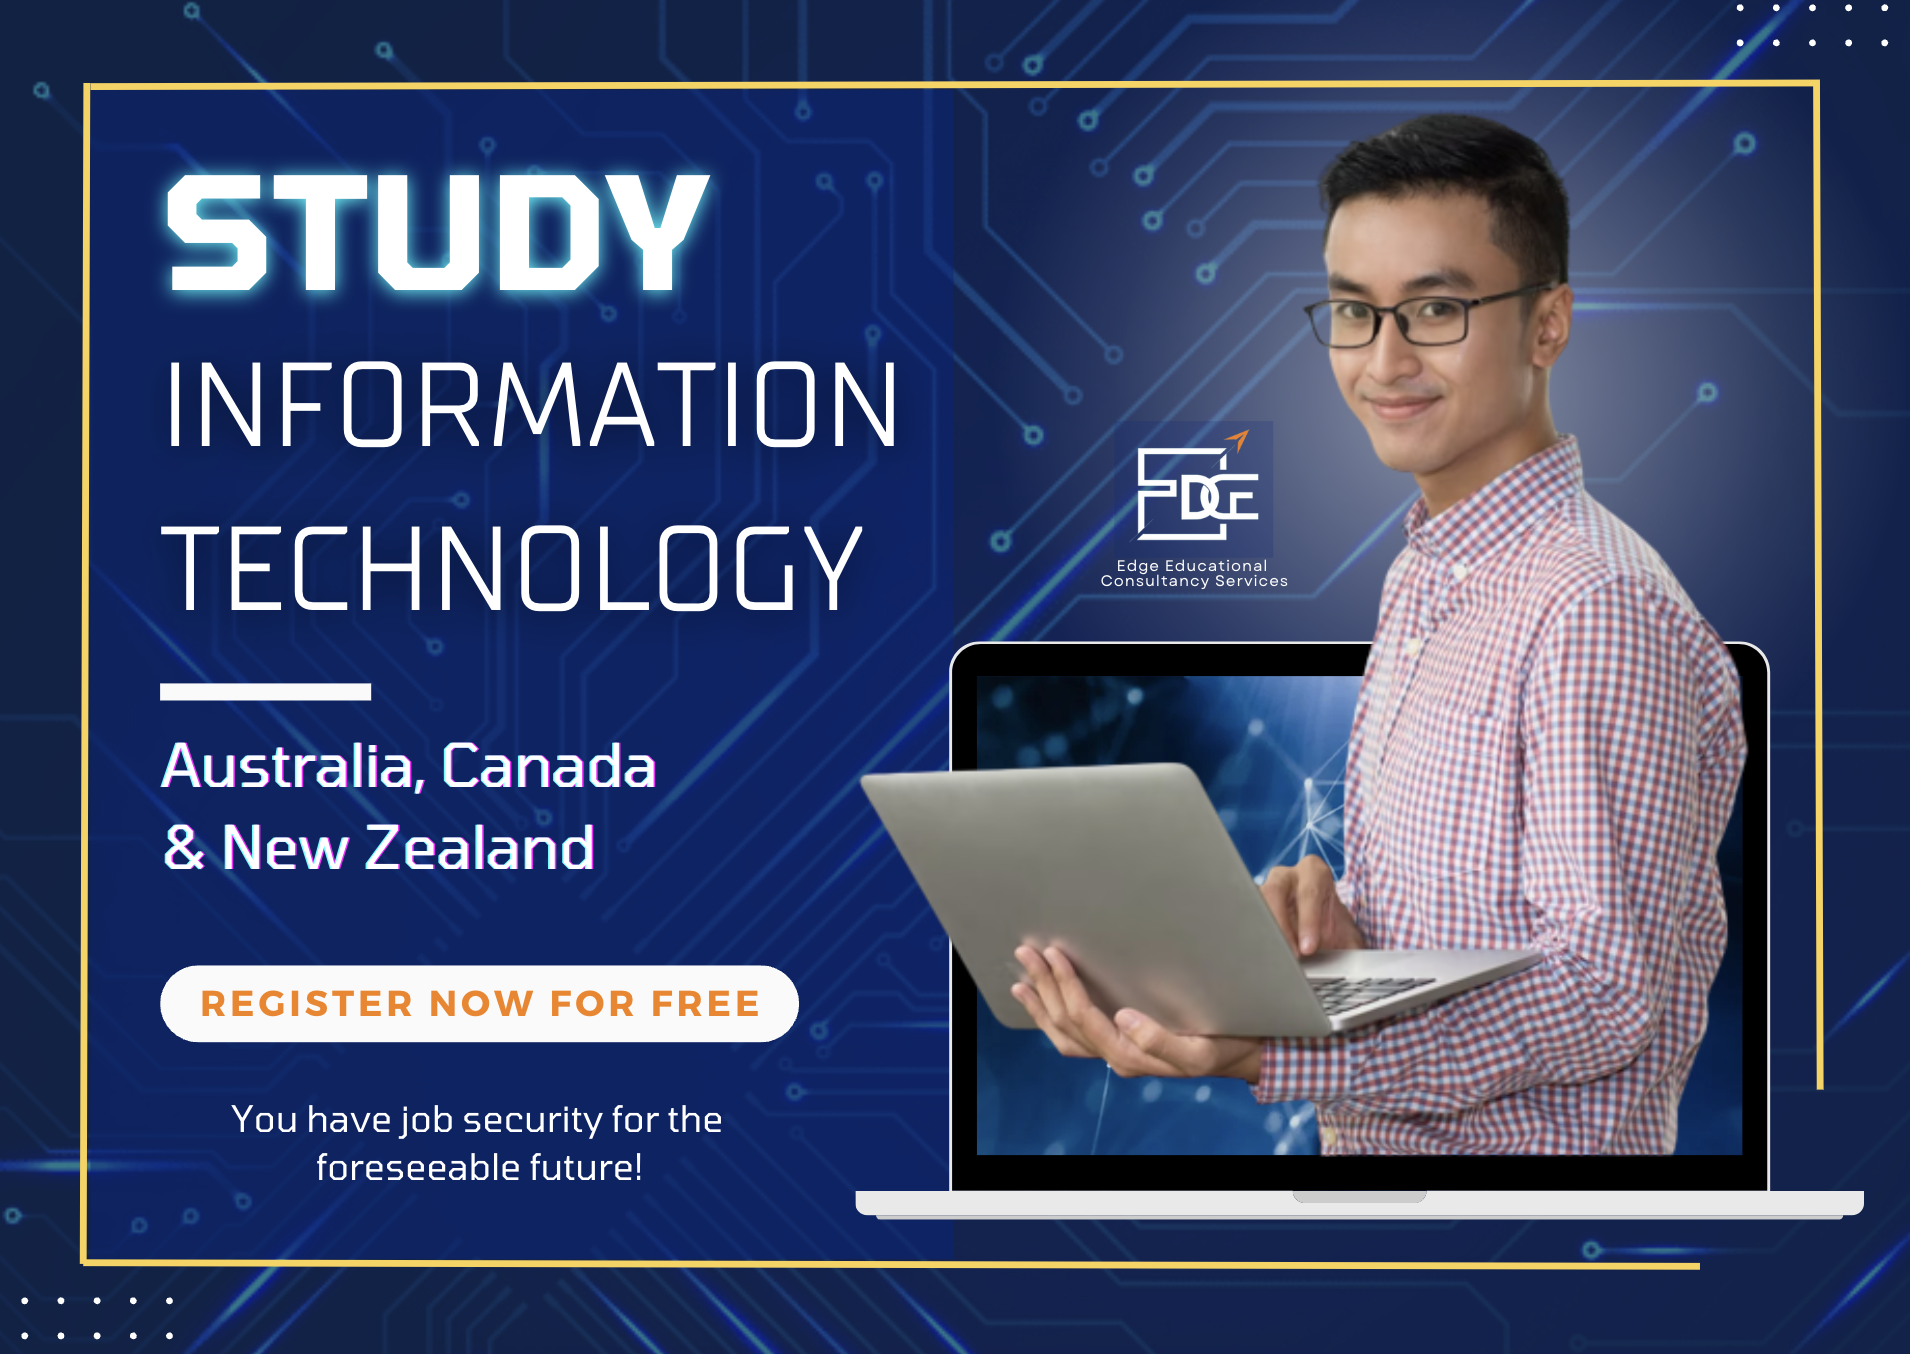 STUDY
INFORMATION
TECHNOLOGY
Australia, Canada
& New Zealand
REGISTER NOW FOR FREE
You have job security for the
foreseeable future!
EDGE
Edge Educational
Consultancy Services